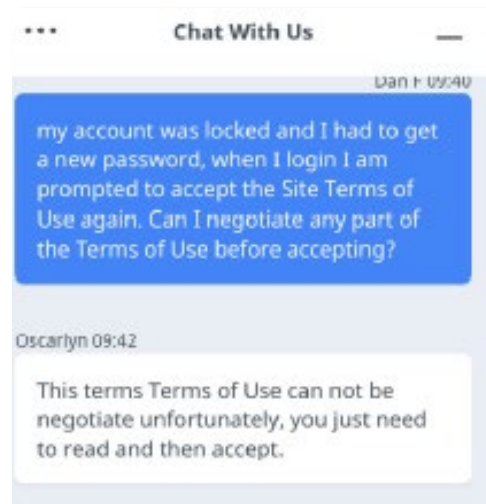 Chat With Us
Dan F 09:40
my account was locked and I had to get
a new password, when I login I am
prompted to accept the Site Terms of
Use again. Can I negotiate any part of
the Terms of Use before accepting?
Oscarlyn 09:42
This terms Terms of Use can not be
negotiate unfortunately, you just need
to read and then accept.